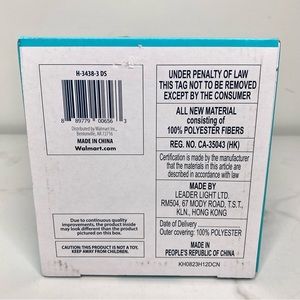 H-3438-3 DS
8 89779 00656 3
Distributed by Walmart Inc.,
Bentonville, AR 72716
MADE IN CHINA
Walmart.com
Due to continuous quality
improvements, the product inside
may look different than the product
pictured on this box.
CAUTION: THIS PRODUCT IS NOT A TOY.
KEEP AWAY FROM CHILDREN.
UNDER PENALTY OF LAW
THIS TAG NOT TO BE REMOVED
EXCEPT BY THE CONSUMER
ALL NEW MATERIAL
consisting of
100% POLYESTER FIBERS
REG. NO. CA-35043 (HK)
Certification is made by the manufacturer
that the materials in this article are
described in accordance with law
MADE BY
LEADER LIGHT LTD.
RM504, 67 MODY ROAD, T.S.T.,
KLN., HONG KONG
Date of Delivery
Outer covering: 100% POLYESTER
MADE IN
PEOPLE'S REPUBLIC OF CHINA
KH0823H12DCN